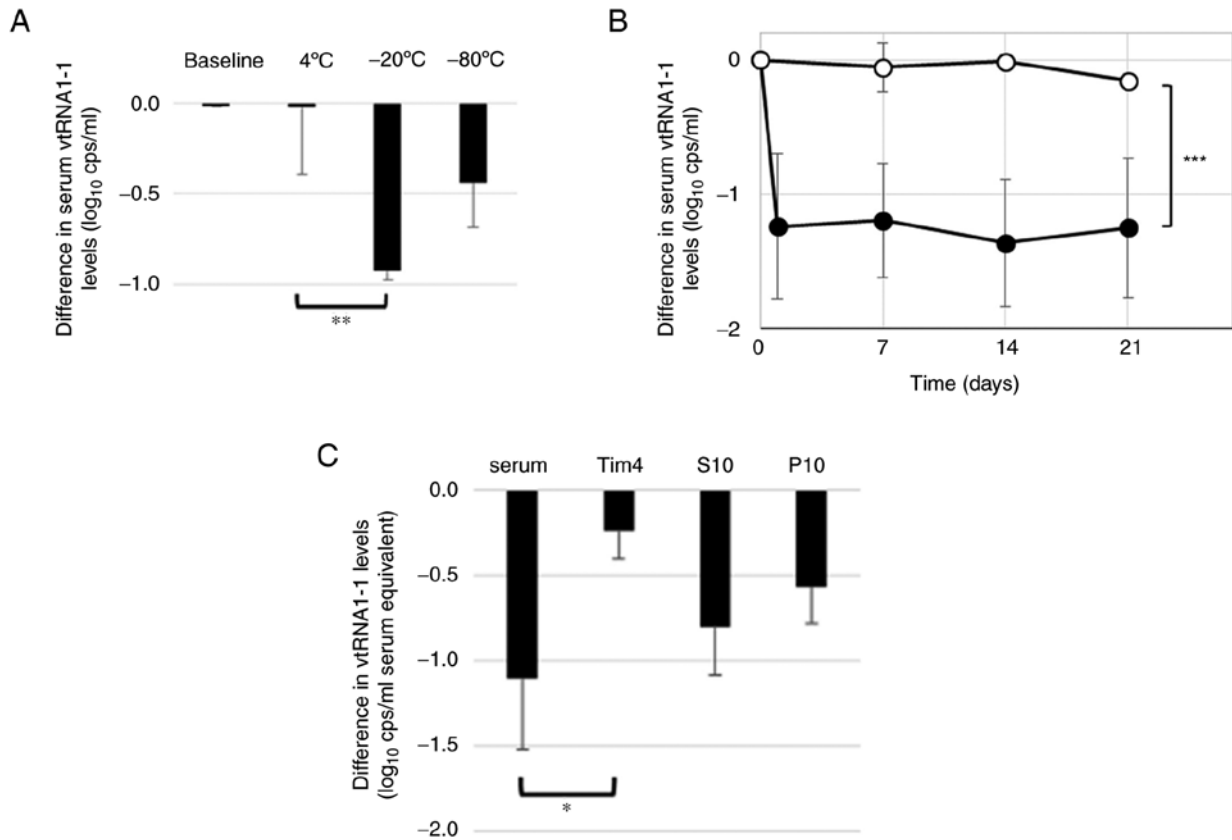 A
Baseline 4ºC −20ºC −80ºC
Difference in serum vtRNA1-1
levels (log10 cps/ml)
0.0
−0.5
−1.0
**
B
Difference in serum vtRNA1-1
levels (log10 cps/ml)
0
−1
−2
***
0 7 14 21
Time (days)
C
serum Tim4 S10 P10
Difference in vtRNA1-1 levels
(log10 cps/ml serum equivalent)
0.0
−0.5
−1.0
−1.5
−2.0
*